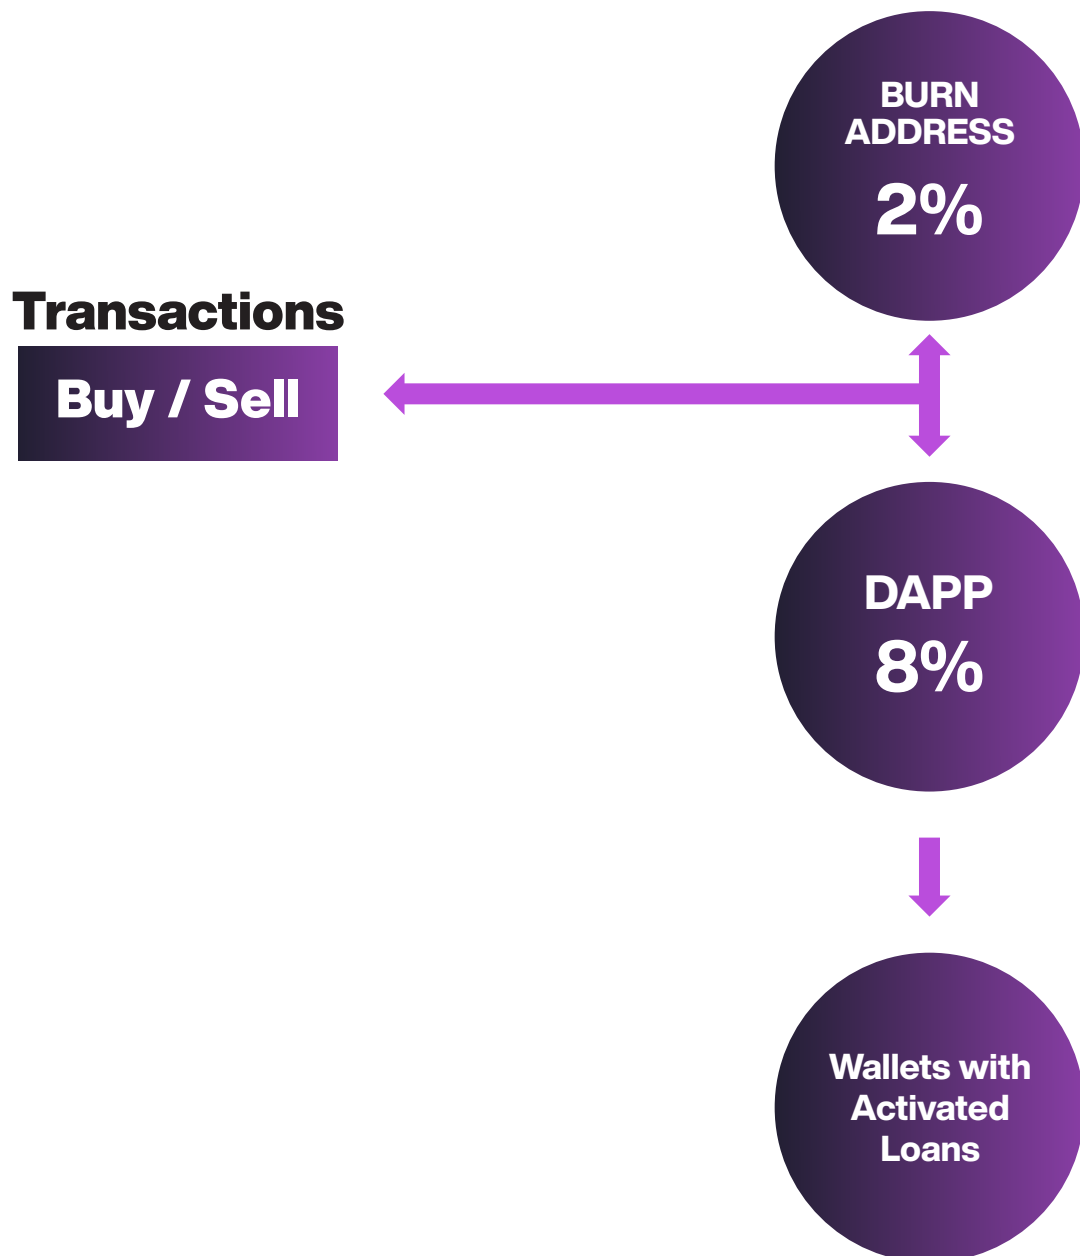 BURN
ADDRESS
2%
Transactions
Buy / Sell
DAPP
8%
Wallets with
Activated
Loans